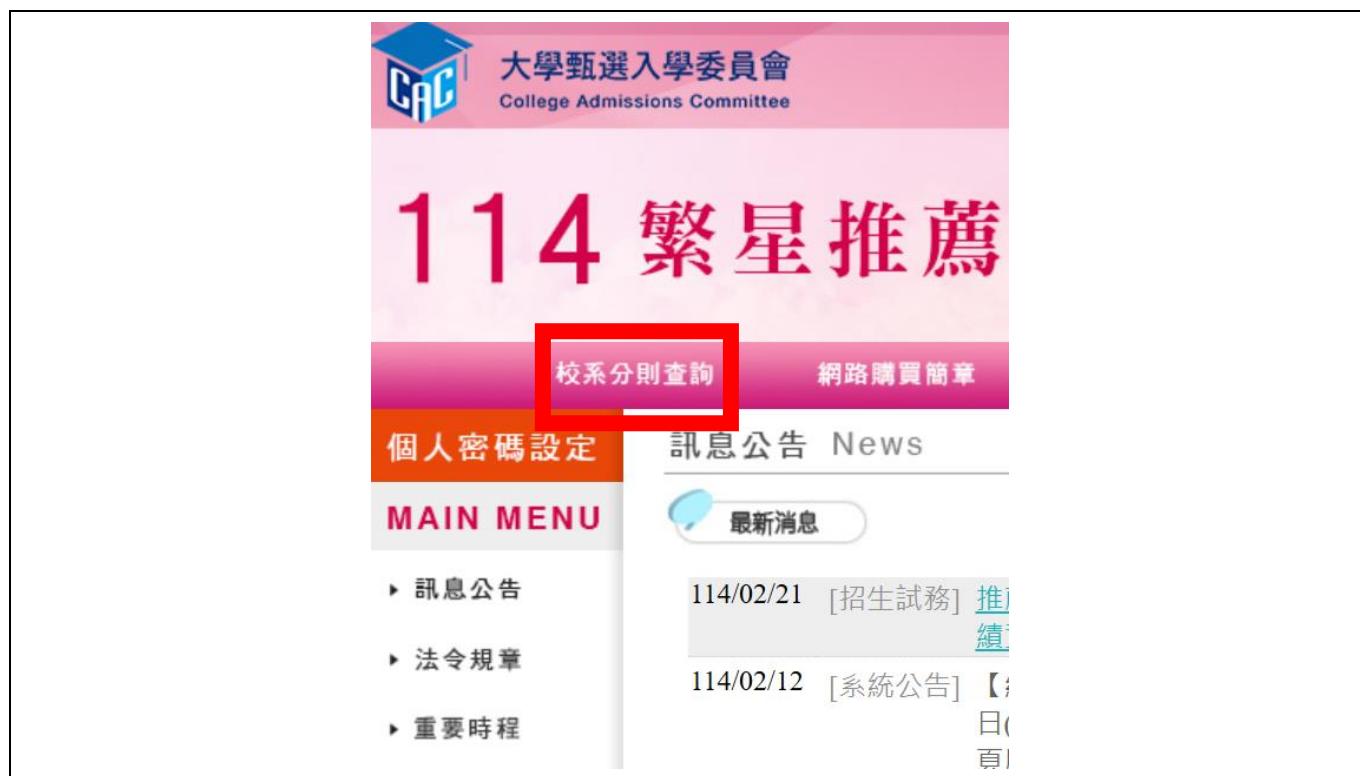 CAC
大學甄選入學委員會
College Admissions Committee
114 繁星推薦
校系分則查詢 網路購買簡章
個人密碼設定
訊息公告 News
MAIN MENU
最新消息
訊息公告
法令規章
重要時程
114/02/21 [招生試務] 推
績
114/02/12 [系統公告] 【
日(